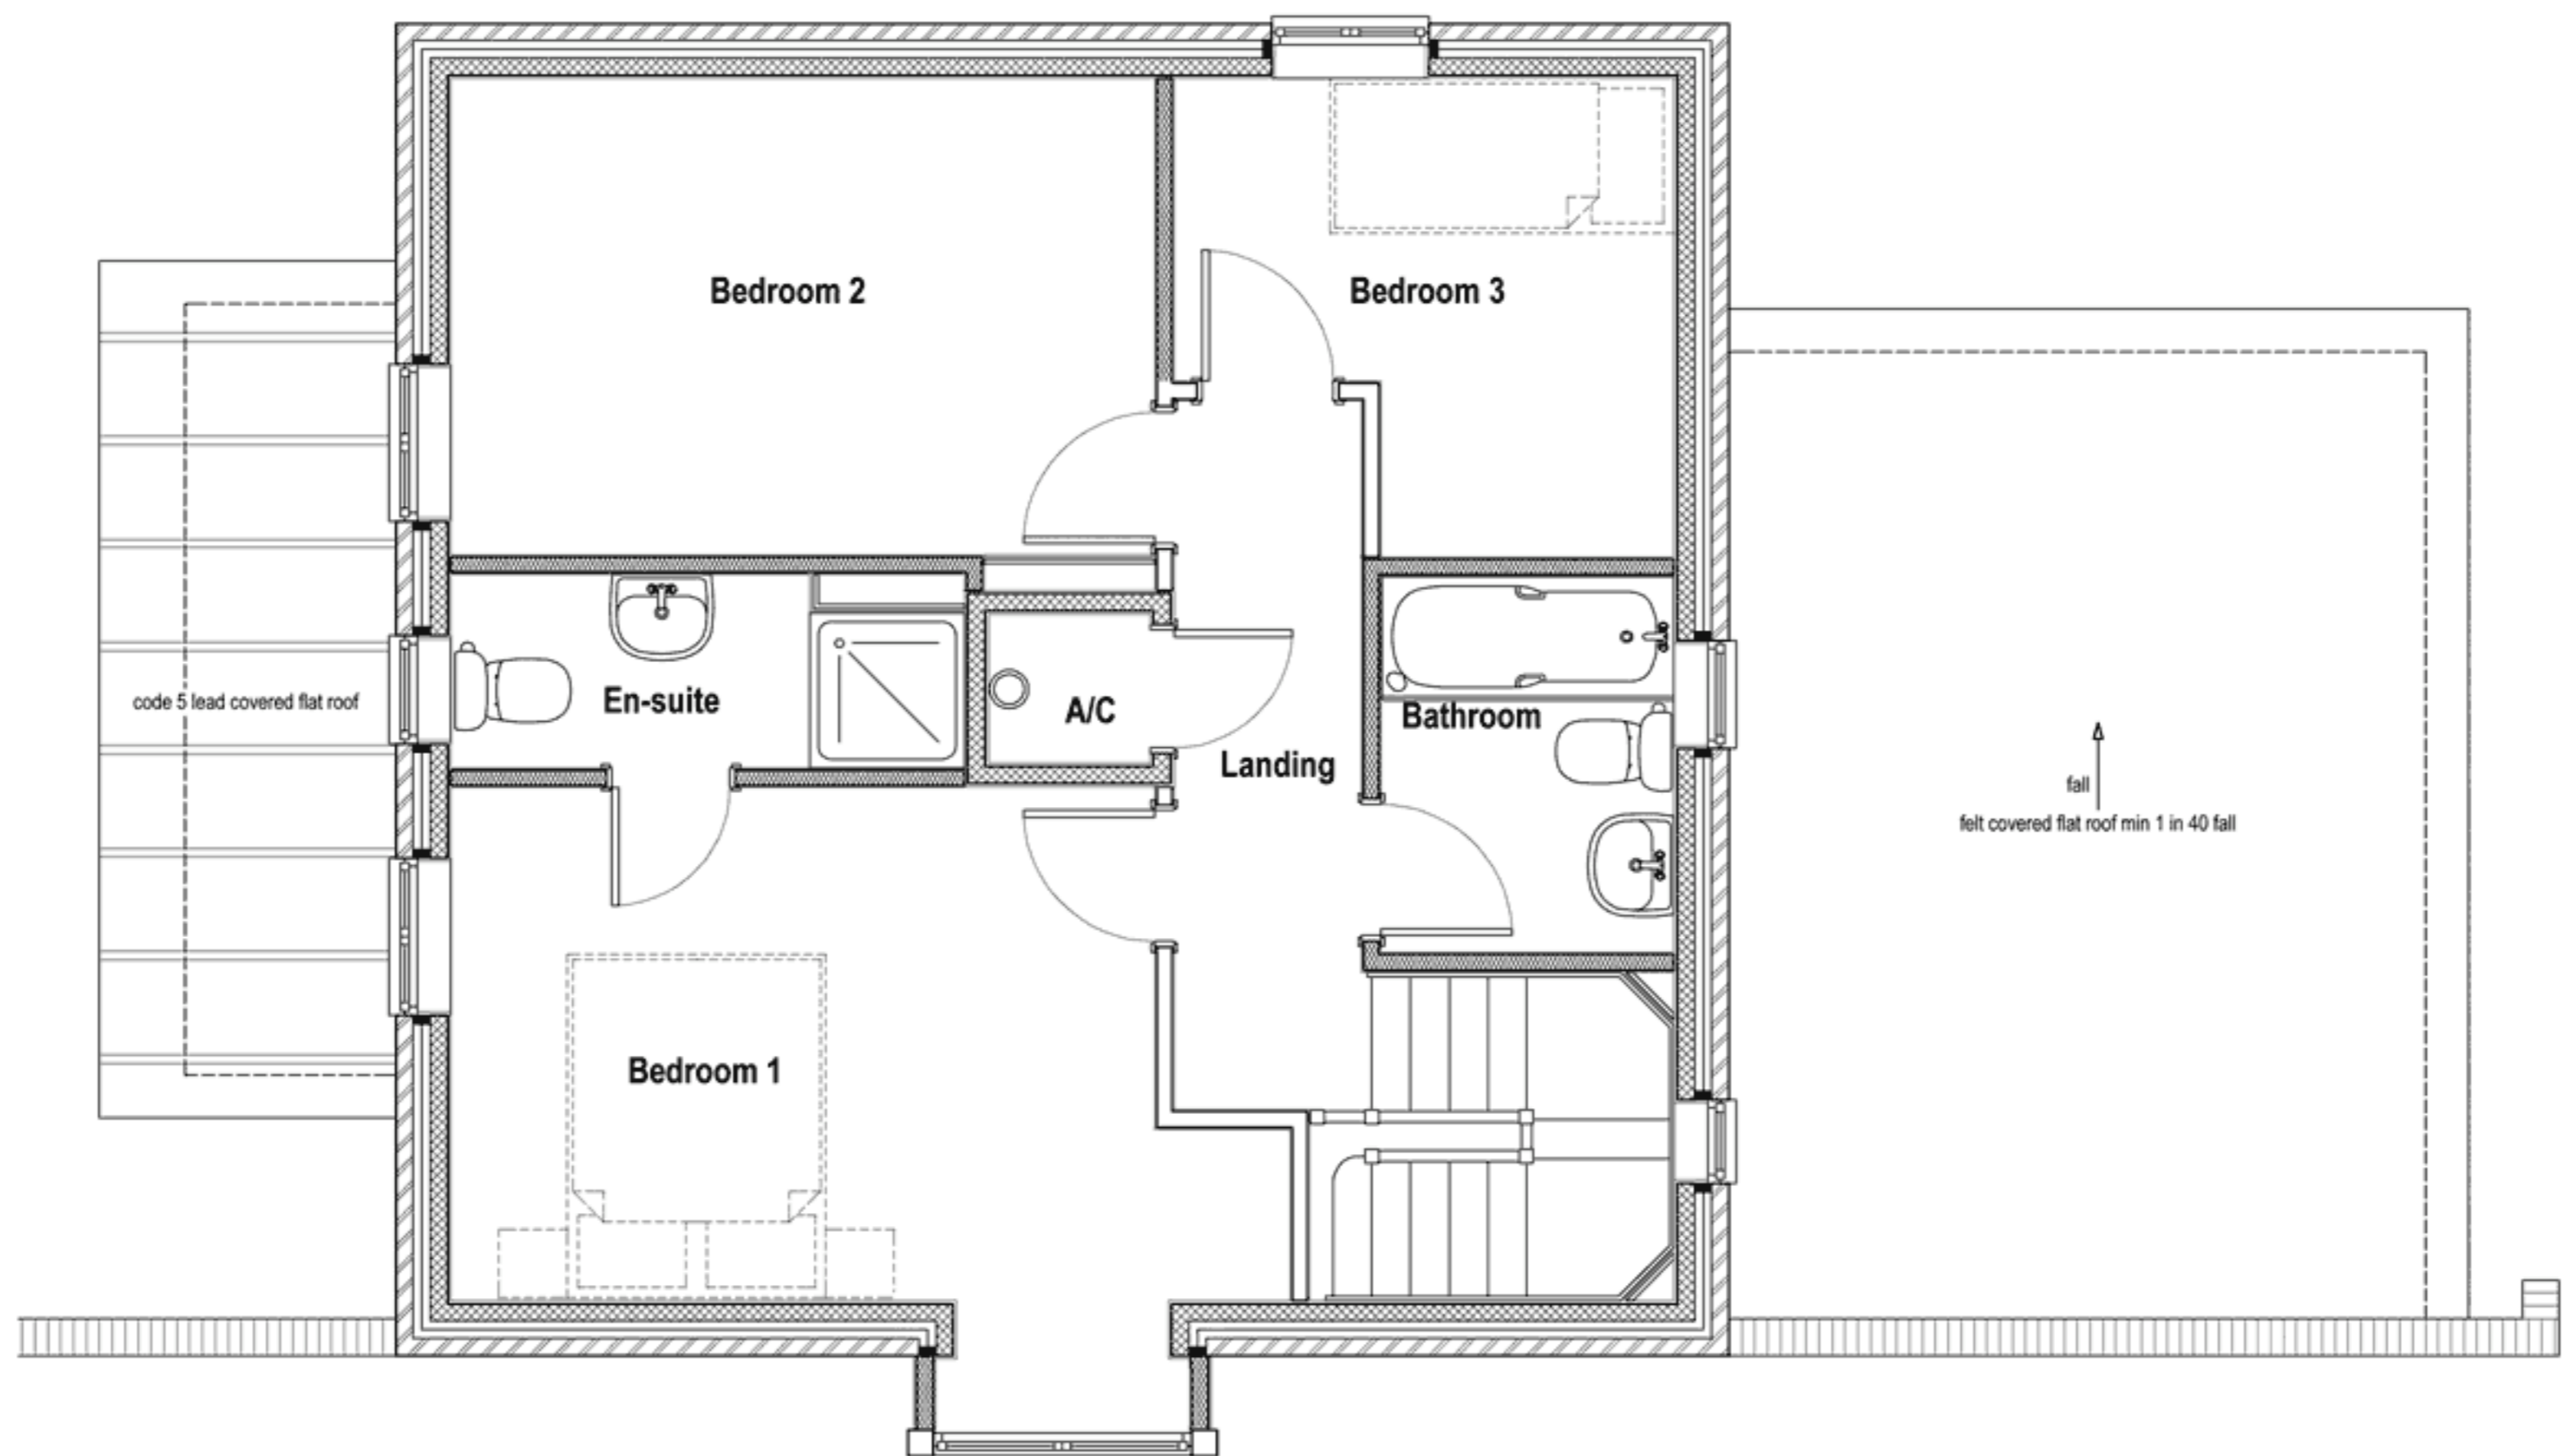 Bedroom 2
Bedroom 3
code 5 lead covered flat roof
En-suite
A/C
Bathroom
Landing
fall
felt covered flat roof min 1 in 40 fall
Bedroom 1